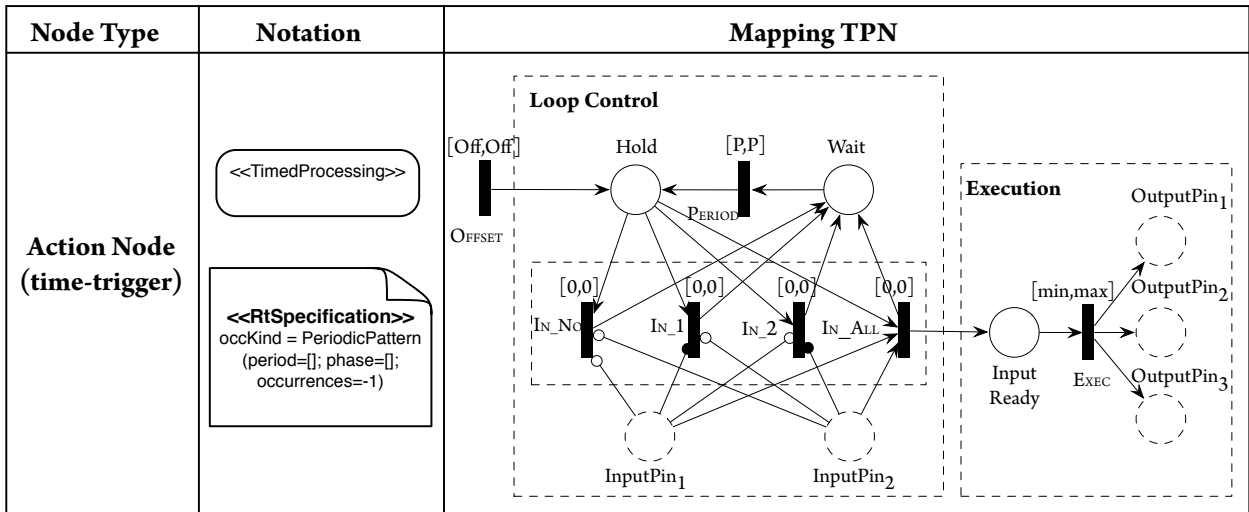 Node Type
Notation
Mapping TPN
Action Node
(time-trigger)
<<TimedProcessing>>
<<RtSpecification>>
occKind = PeriodicPattern
(period=[]; phase=[];
occurrences=-1)
Loop Control
[Off,Off]
Hold
[P,P]
Wait
Offset
Period
[0,0]
[0,0]
[0,0]
[0,0]
In_No
In_1
In_2
In_All
InputPin1
InputPin2
Execution
OutputPin1
[min,max]
OutputPin2
Input
Ready
Exec
OutputPin3